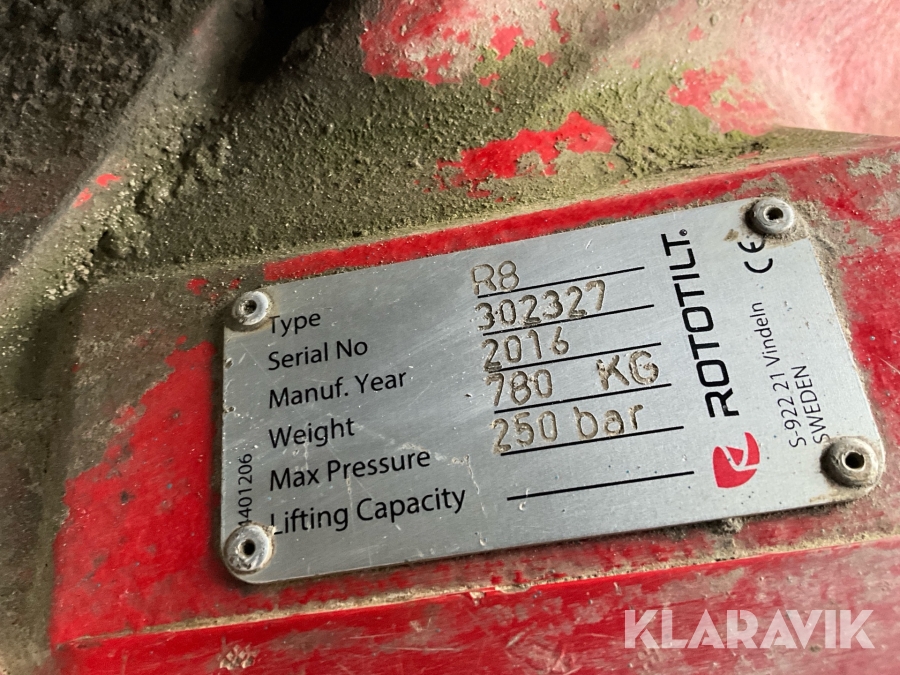 Type R8
Serial No 302327
Manuf. Year 2016
Weight 780 KG
Max Pressure 250 bar
Lifting Capacity
4401206
ROTOTILT.
CE
S-922 21 Vindeln
SWEDEN
KLARAVIK